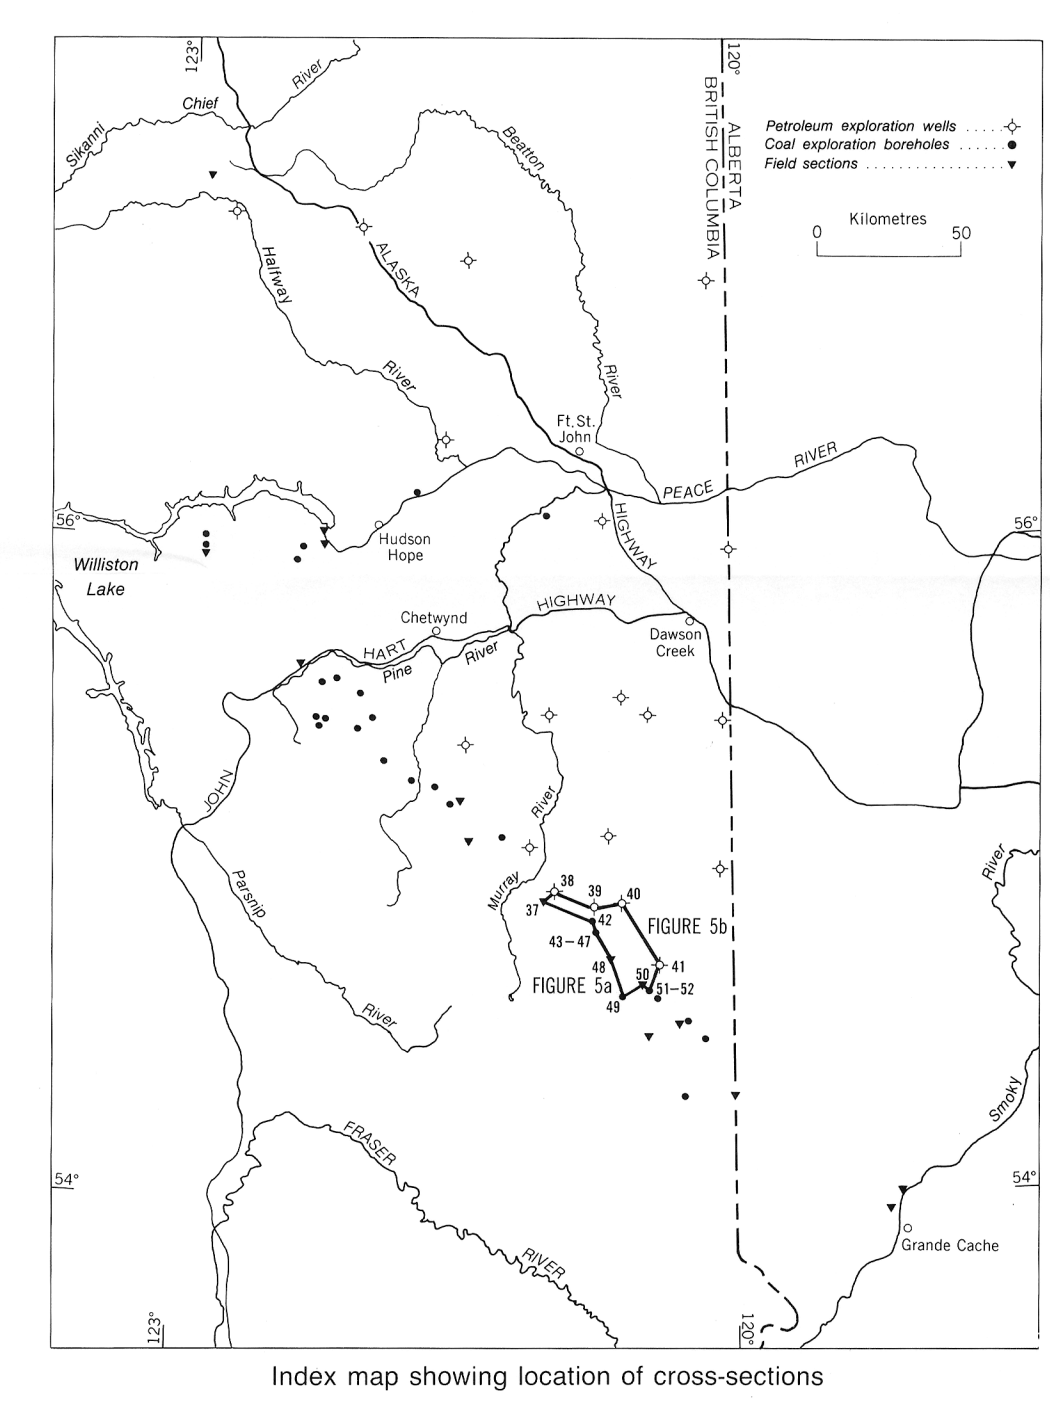 123°
120°
River
Chief
Sikanni
Beatton
BRITISH COLUMBIA
ALBERTA
Petroleum exploration wells .....
Coal exploration boreholes ......
Field sections .................
Kilometres
0 50
Halfway
ALASKA
River
River
Ft. St.
John
RIVER
PEACE
56°
56°
HIGHWAY
Hudson
Hope
Williston
Lake
Chetwynd
HIGHWAY
Dawson
Creek
HART
Pine
River
JOHN
River
River
Parsnip
Murray
38
39
40
37
42
FIGURE 5b
43–47
48
50
41
FIGURE 5a
51–52
49
River
Smoky
FRASER
54°
54°
Grande Cache
RIVER
123°
120°
Index map showing location of cross-sections